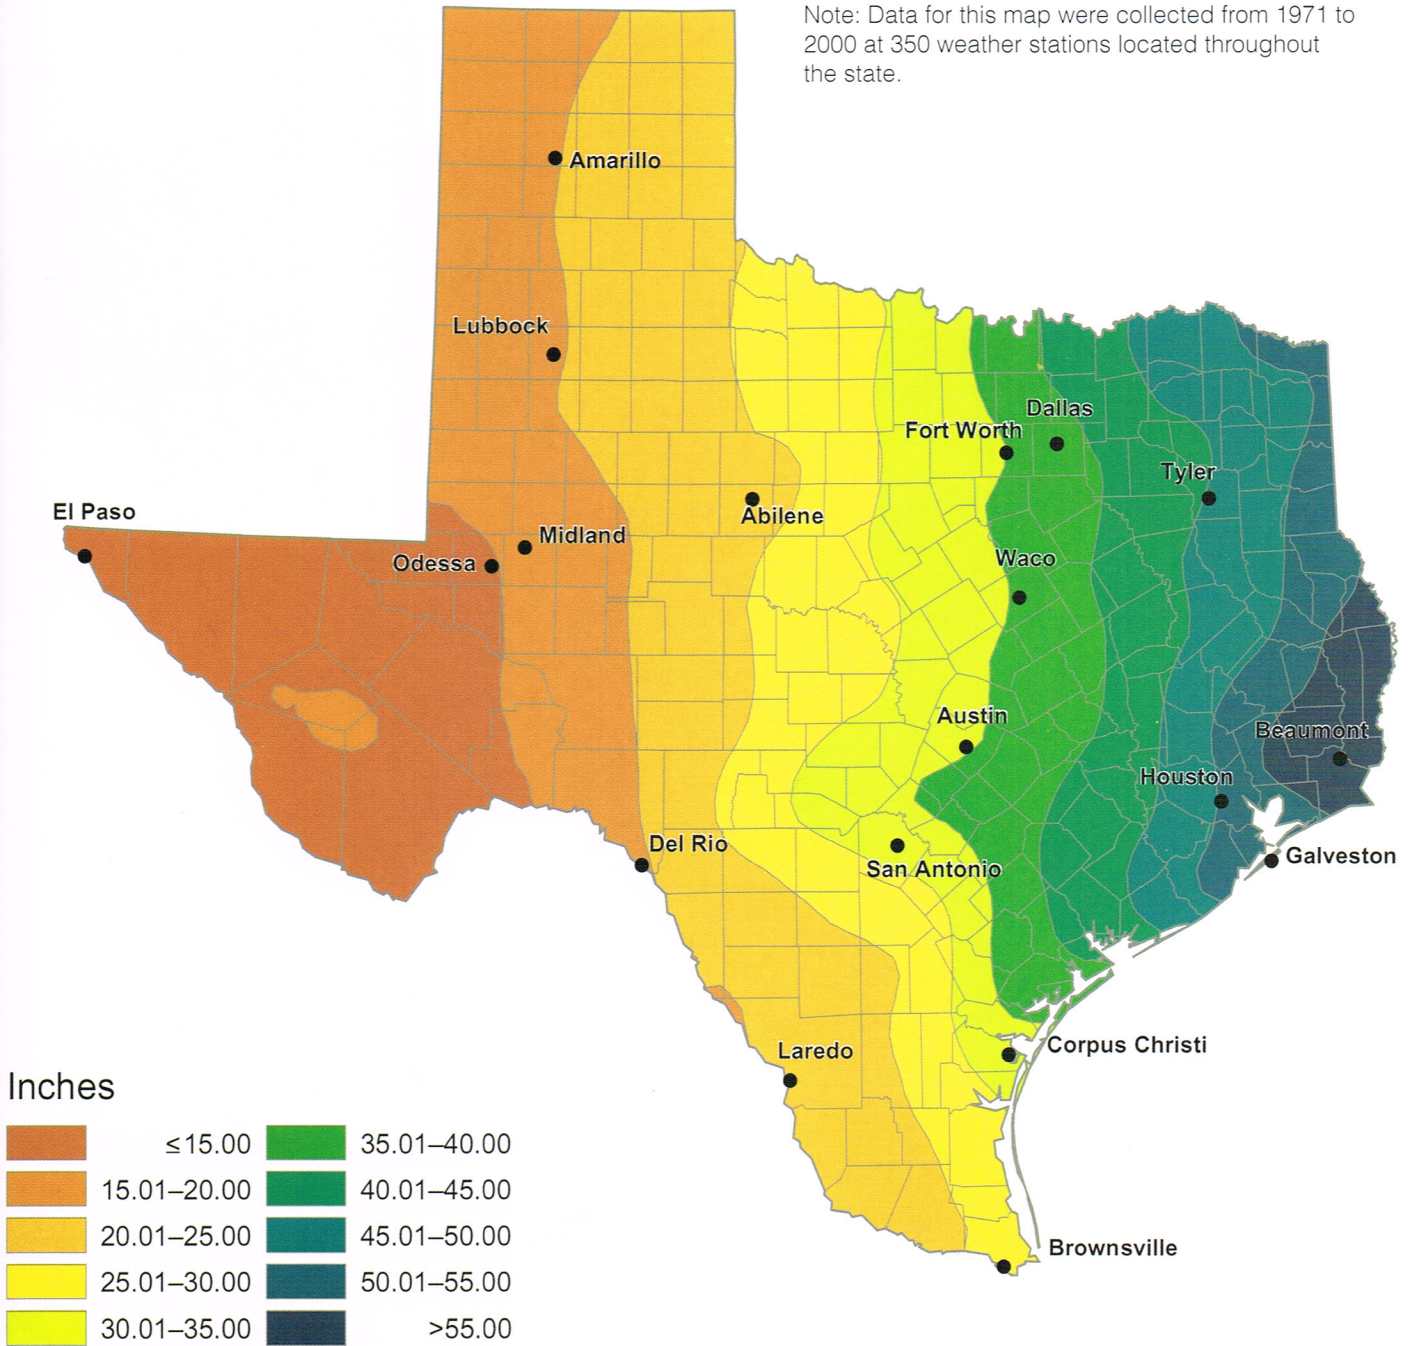 Note: Data for this map were collected from 1971 to
2000 at 350 weather stations located throughout
the state.
Amarillo
Lubbock
Dallas
Fort Worth
Tyler
El Paso
Abilene
Midland
Odessa
Waco
Austin
Beaumont
Houston
Del Rio
San Antonio
Galveston
Corpus Christi
Laredo
Brownsville
Inches
≤15.00
15.01–20.00
20.01–25.00
25.01–30.00
30.01–35.00
35.01–40.00
40.01–45.00
45.01–50.00
50.01–55.00
>55.00